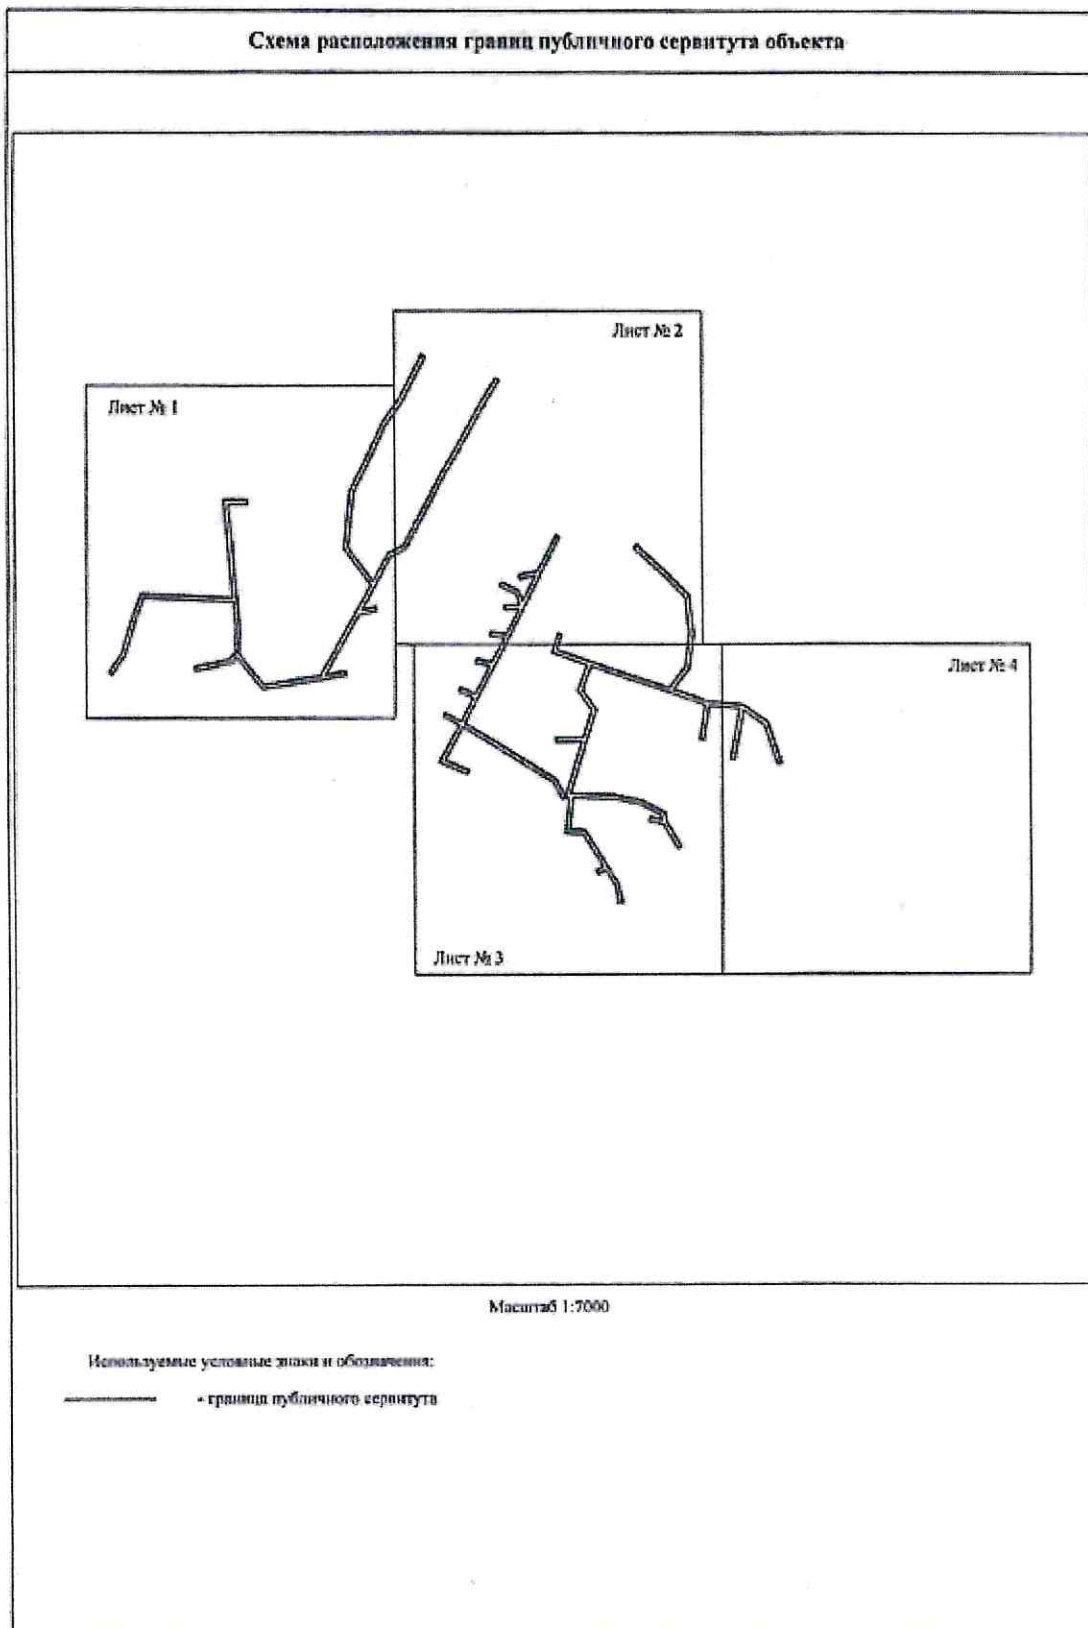 Схема расположения границ публичного сервитута объекта
Лист № 2
Лист № 1
Лист № 4
Лист № 3
Масштаб 1:7000
Используемые условные знаки и обозначения:
- граница публичного сервитута